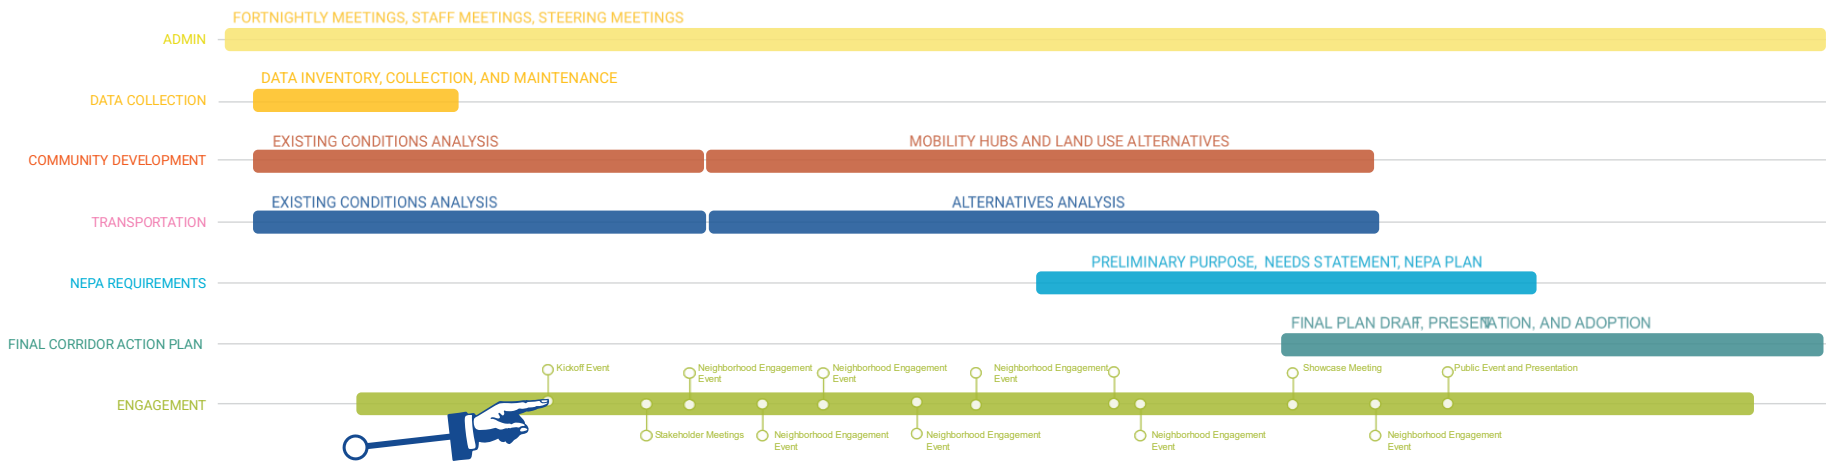 FORTNIGHTLY MEETINGS, STAFF MEETINGS, STEERING MEETINGS
ADMIN
DATA INVENTORY, COLLECTION, AND MAINTENANCE
DATA COLLECTION
EXISTING CONDITIONS ANALYSIS
MOBILITY HUBS AND LAND USE ALTERNATIVES
COMMUNITY DEVELOPMENT
EXISTING CONDITIONS ANALYSIS
ALTERNATIVES ANALYSIS
TRANSPORTATION
PRELIMINARY PURPOSE, NEEDS STATEMENT, NEPA PLAN
NEPA REQUIREMENTS
FINAL PLAN DRAFT, PRESENTATION, AND ADOPTION
FINAL CORRIDOR ACTION PLAN
Kickoff Event
Neighborhood Engagement
Event
Neighborhood Engagement
Event
Neighborhood Engagement
Event
Showcase Meeting
Public Event and Presentation
ENGAGEMENT
Stakeholder Meetings
Neighborhood Engagement
Event
Neighborhood Engagement
Event
Neighborhood Engagement
Event
Neighborhood Engagement
Event